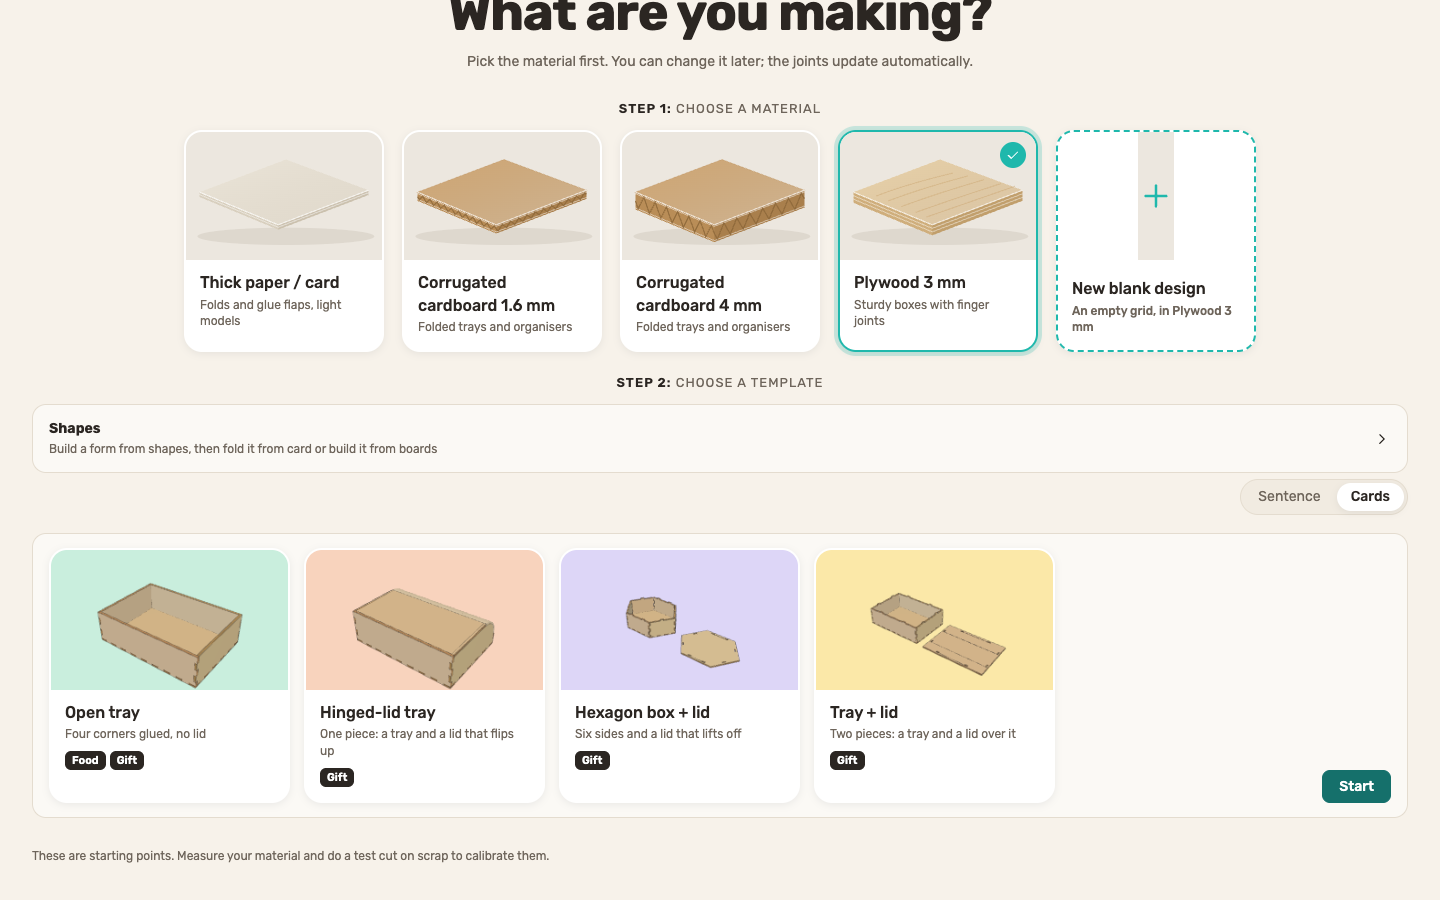 What are you making?
Pick the material first. You can change it later; the joints update automatically.
STEP 1: CHOOSE A MATERIAL
Thick paper / card
Folds and glue flaps, light
models
Corrugated
cardboard 1.6 mm
Folded trays and organisers
Corrugated
cardboard 4 mm
Folded trays and organisers
Plywood 3 mm
Sturdy boxes with finger
joints
New blank design
An empty grid, in Plywood 3
mm
STEP 2: CHOOSE A TEMPLATE
Shapes
Build a form from shapes, then fold it from card or build it from boards
Sentence Cards
Open tray
Four corners glued, no lid
Food Gift
Hinged-lid tray
One piece: a tray and a lid that flips
up
Gift
Hexagon box + lid
Six sides and a lid that lifts off
Gift
Tray + lid
Two pieces: a tray and a lid over it
Gift
Start
These are starting points. Measure your material and do a test cut on scrap to calibrate them.